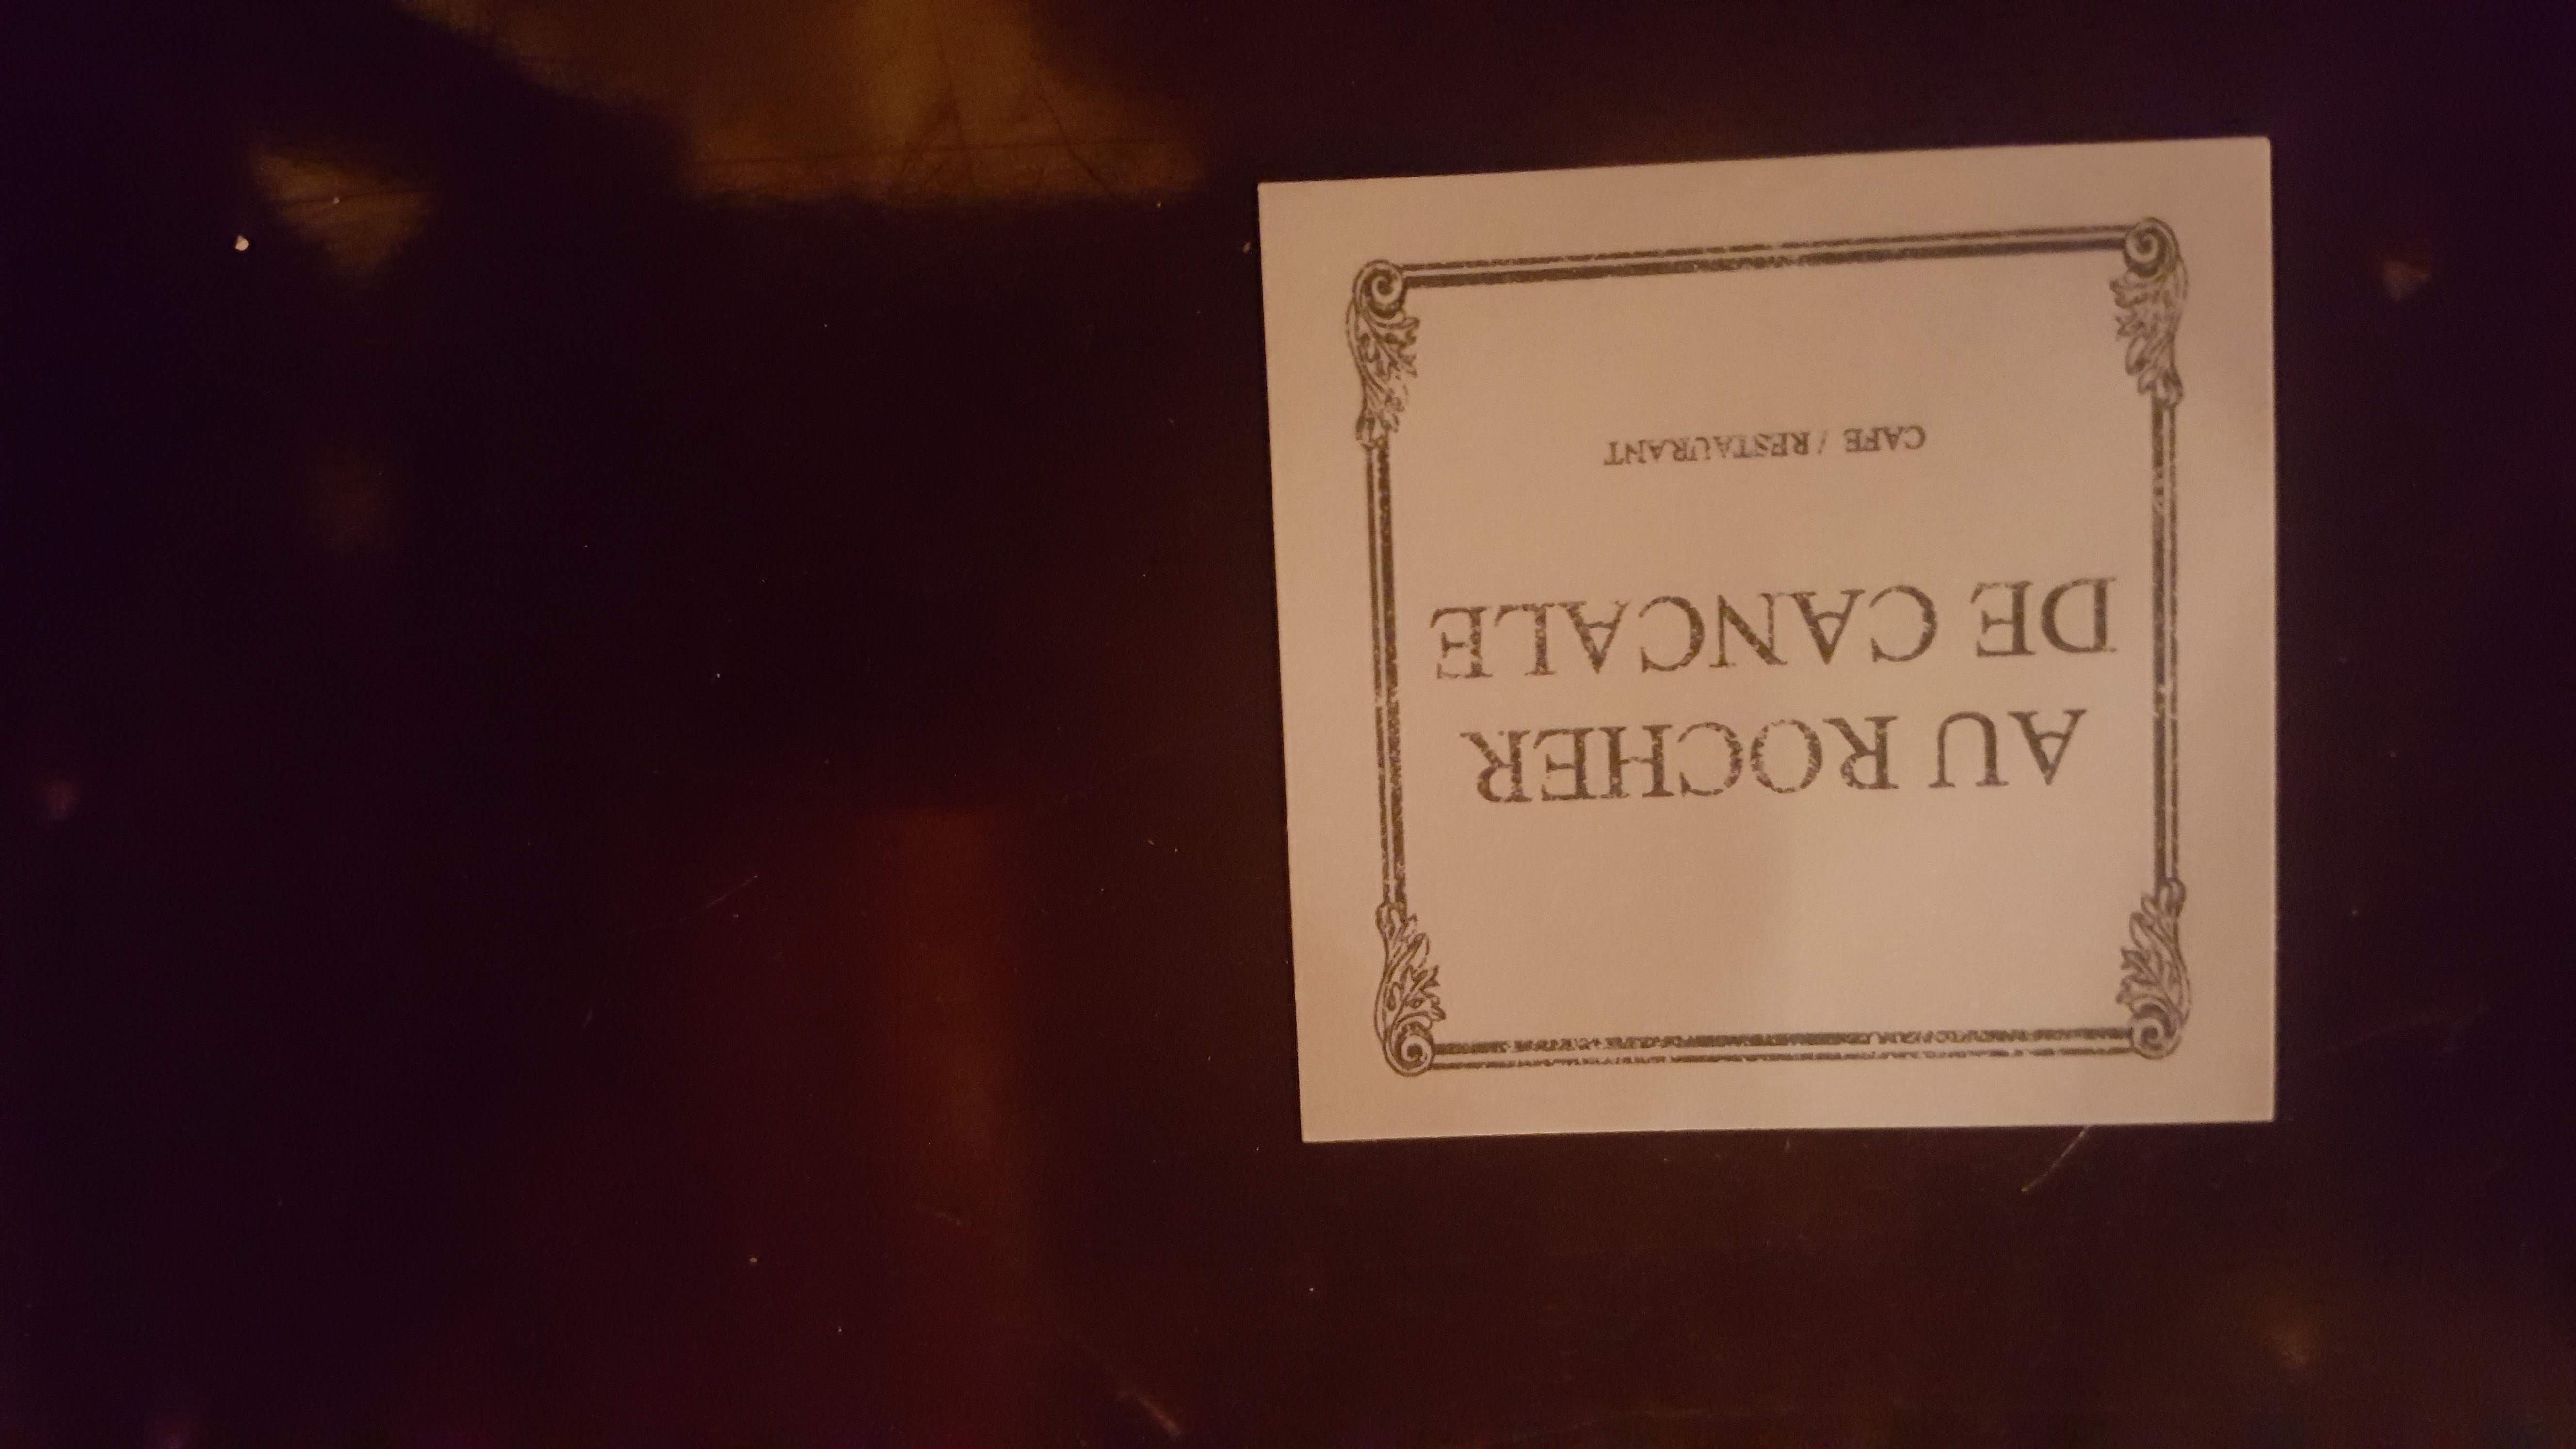 AU ROCHER
DE CANCALE
CAFE / RESTAURANT